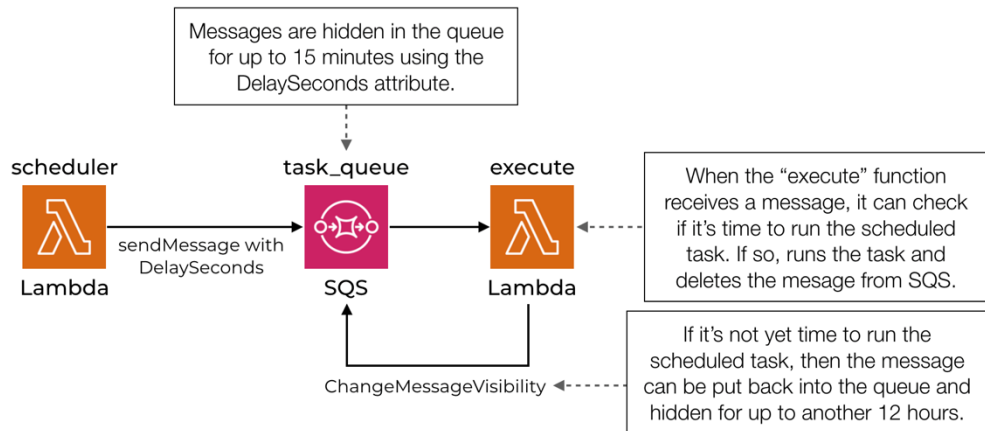 Messages are hidden in the queue
for up to 15 minutes using the
DelaySeconds attribute.
scheduler
task_queue
execute
sendMessage with
DelaySeconds
Lambda
SQS
Lambda
When the “execute” function
receives a message, it can check
if it’s time to run the scheduled
task. If so, runs the task and
deletes the message from SQS.
ChangeMessageVisibility
If it’s not yet time to run the
scheduled task, then the message
can be put back into the queue and
hidden for up to another 12 hours.